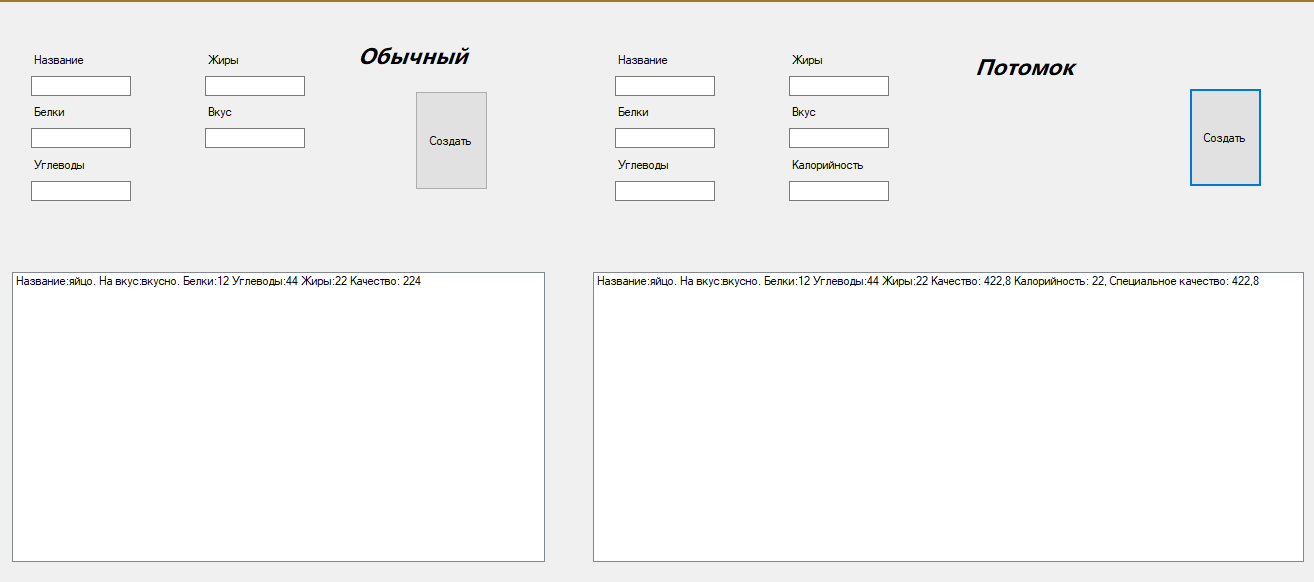 Обычный
Название
Жиры
Белки
Вкус
Углеводы
Создать
Название:яйцо. На вкус:вкусно. Белки:12 Углеводы:44 Жиры:22 Качество: 224
Потомок
Название
Жиры
Белки
Вкус
Углеводы
Калорийность
Создать
Название:яйцо. На вкус:вкусно. Белки:12 Углеводы:44 Жиры:22 Качество: 422,8 Калорийность: 22, Специальное качество: 422,8